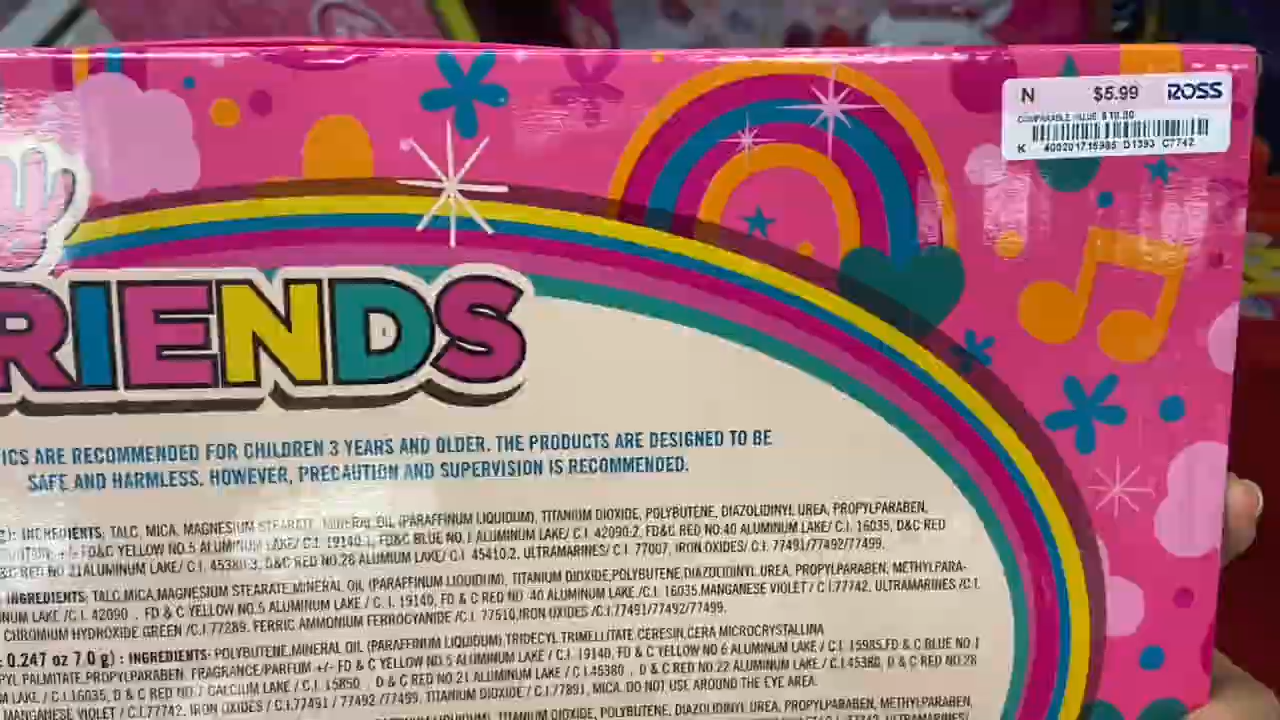 N $5.99 ROSS
COMPARABLE VALUE $10.00
K 400201715985 D1393 C7742
RIENDS
ICS ARE RECOMMENDED FOR CHILDREN 3 YEARS AND OLDER. THE PRODUCTS ARE DESIGNED TO BE
SAFE AND HARMLESS. HOWEVER, PRECAUTION AND SUPERVISION IS RECOMMENDED.
INGREDIENTS: TALC, MICA, MAGNESIUM STEARATE, MINERAL OIL (PARAFFINUM LIQUIDUM), TITANIUM DIOXIDE, POLYBUTENE, DIAZOLIDINYL UREA, PROPYLPARABEN,
FD&C YELLOW NO.5 ALUMINUM LAKE/ C.I. 19140:1, FD&C BLUE NO.1 ALUMINUM LAKE/ C.I. 42090:2, FD&C RED NO.40 ALUMINUM LAKE/ C.I. 16035, D&C RED
RED NO.21ALUMINUM LAKE/ C.I. 45380:3, D&C RED NO.28 ALUMIUM LAKE/ C.I. 45410:2, ULTRAMARINES/ C.I. 77007, IRON OXIDES/ C.I. 77491/77492/77499.
INGREDIENTS: TALC,MICA,MAGNESIUM STEARATE,MINERAL OIL (PARAFFINUM LIQUIDUM), TITANIUM DIOXIDE,POLYBUTENE,DIAZOLIDINYL UREA, PROPYLPARABEN, METHYLPARA-
NUM LAKE /C.I. 42090 , FD & C YELLOW NO.5 ALUMINUM LAKE / C.I. 19140, FD & C RED NO .40 ALUMINUM LAKE /C.I. 16035,MANGANESE VIOLET / C.I.77742, ULTRAMARINES /C.I.
CHROMIUM HYDROXIDE GREEN /C.I.77289, FERRIC AMMONIUM FERROCYANIDE /C.I. 77510,IRON OXIDES /C.I.77491/77492/77499.
: 0.247 oz 7.0 g) : INGREDIENTS: POLYBUTENE,MINERAL OIL (PARAFFINUM LIQUIDUM),TRIDECYL TRIMELLITATE,CERESIN,CERA MICROCRYSTALLINA
PYL PALMITATE,PROPYLPARABEN, FRAGRANCE/PARFUM +/- FD & C YELLOW NO.5 ALUMINUM LAKE / C.I. 19140, FD & C YELLOW NO 6 ALUMINUM LAKE / C.I. 15985,FD & C BLUE NO 1
M LAKE / C.I.16035, D & C RED NO.7 CALCIUM LAKE / C.I. 15850 , D & C RED NO.21 ALUMINUM LAKE / C.I.45380 , D & C RED NO.22 ALUMINUM LAKE / C.I.45380, D & C RED NO.28
MANGANESE VIOLET / C.I.77742, IRON OXIDES / C.I.77491 / 77492 /77499, TITANIUM DIOXIDE / C.I.77891, MICA. DO NOT USE AROUND THE EYE AREA.
TITANIUM DIOXIDE, POLYBUTENE, DIAZOLIDINYL UREA, PROPYLPARABEN, METHYLPARABEN,